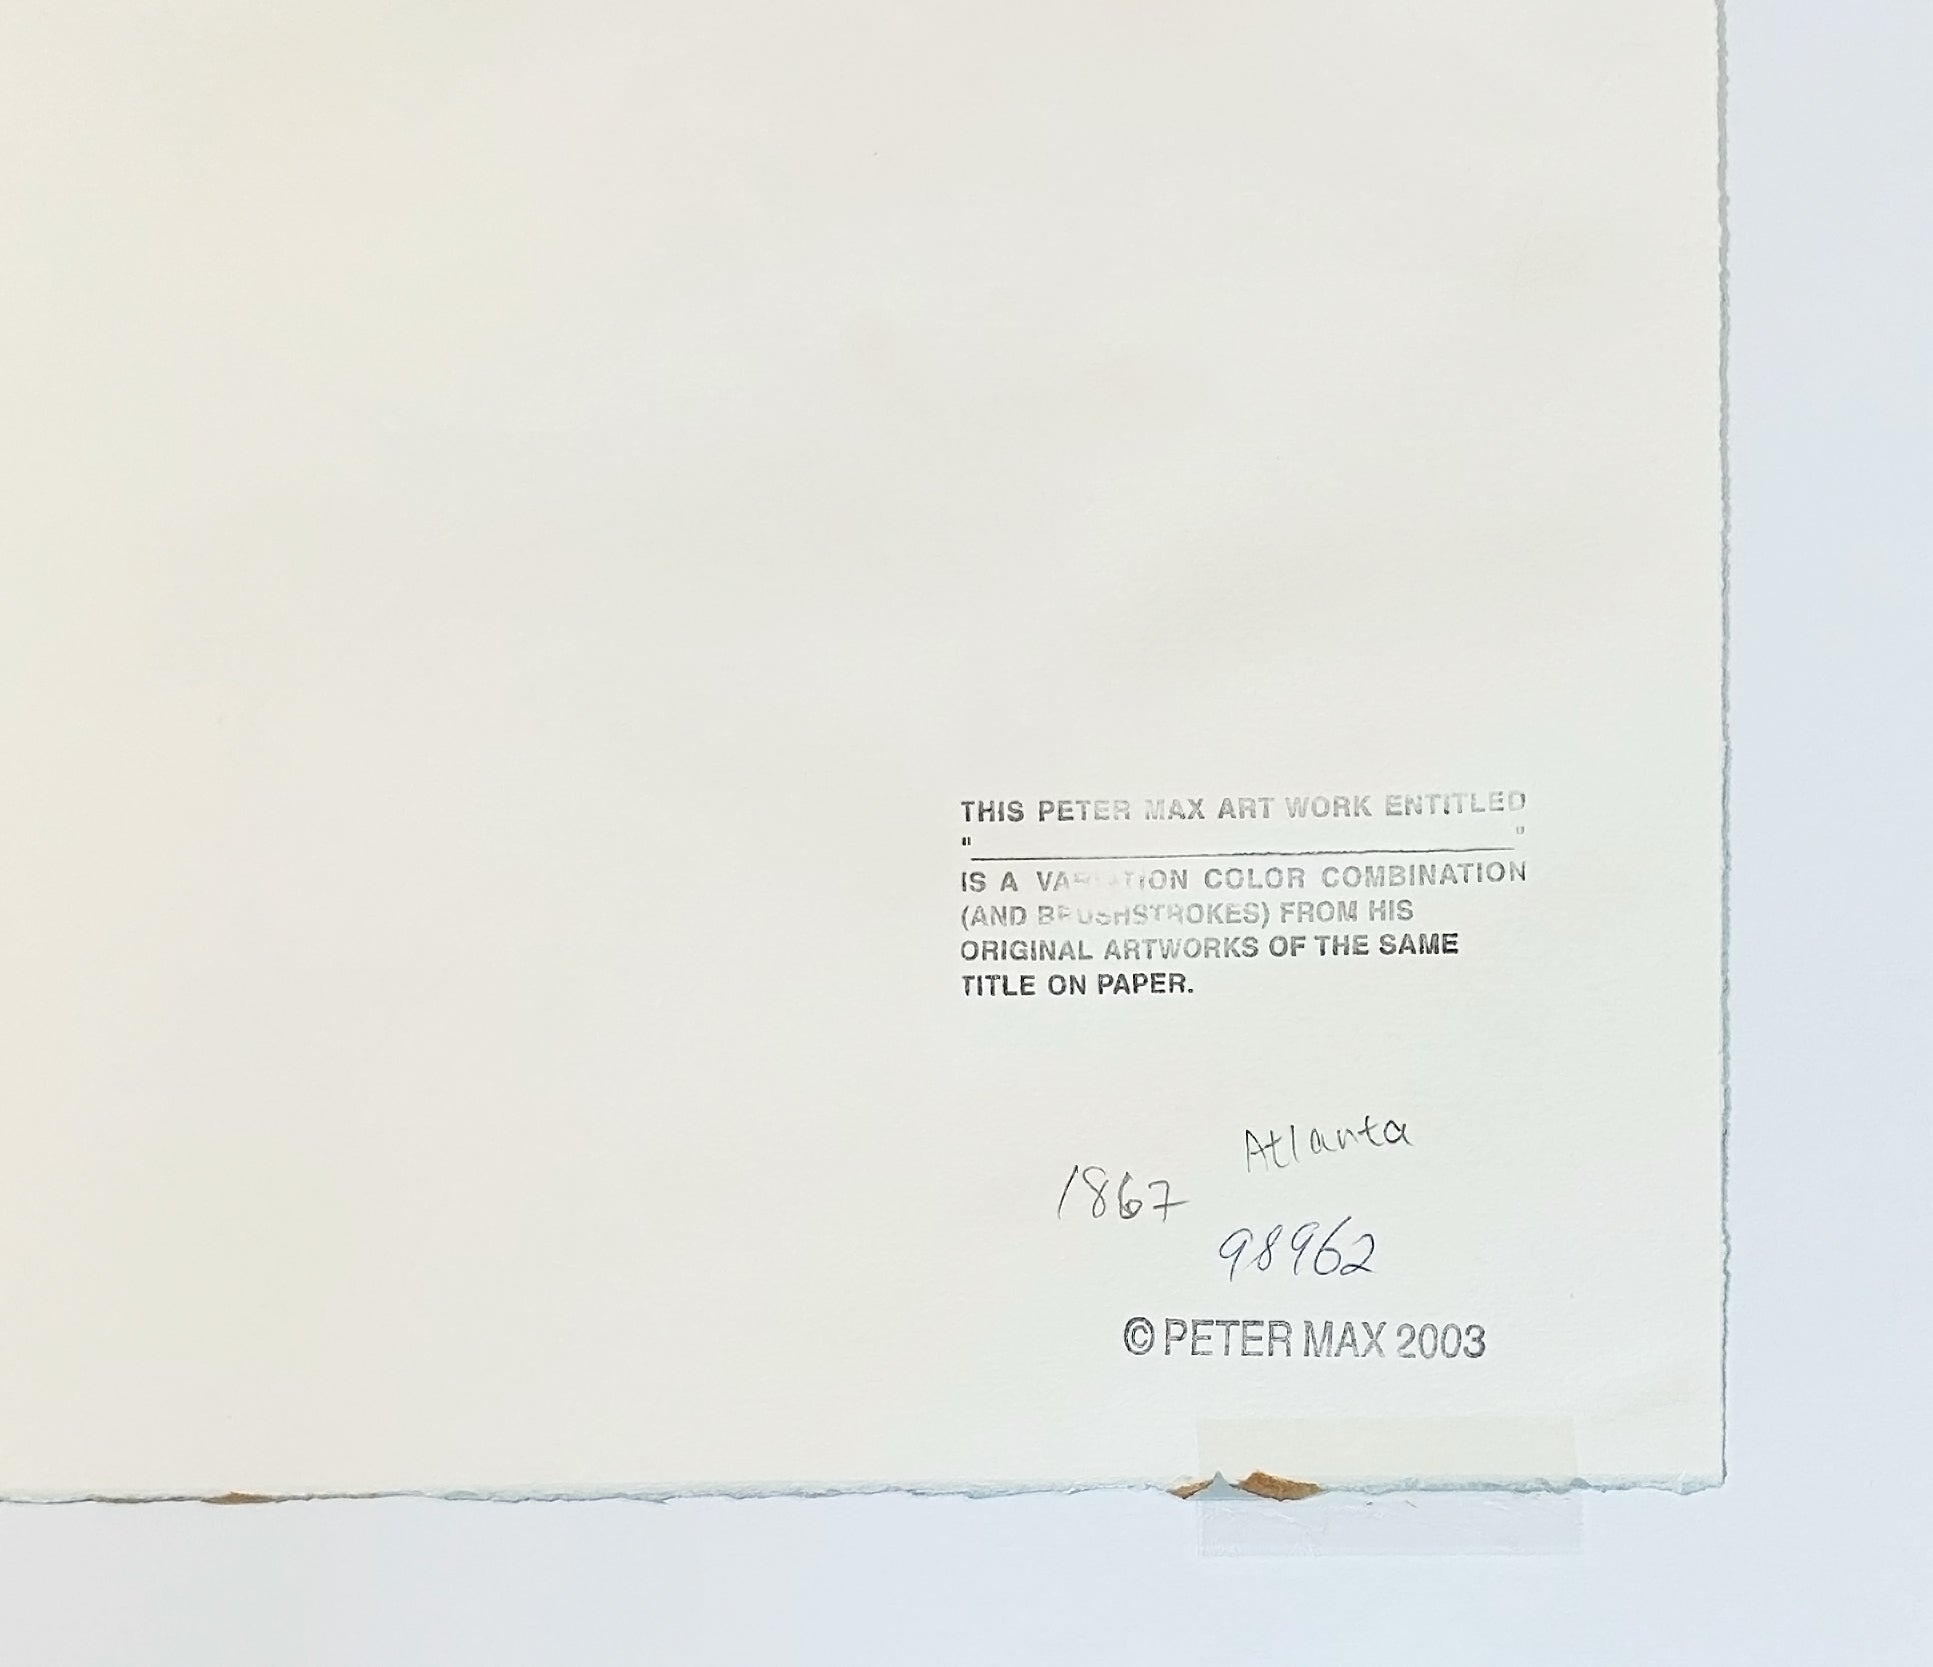 THIS PETER MAX ART WORK ENTITLED
" "
IS A VARIATION COLOR COMBINATION
(AND BRUSHSTROKES) FROM HIS
ORIGINAL ARTWORKS OF THE SAME
TITLE ON PAPER.
Atlanta
1867
98962
© PETER MAX 2003